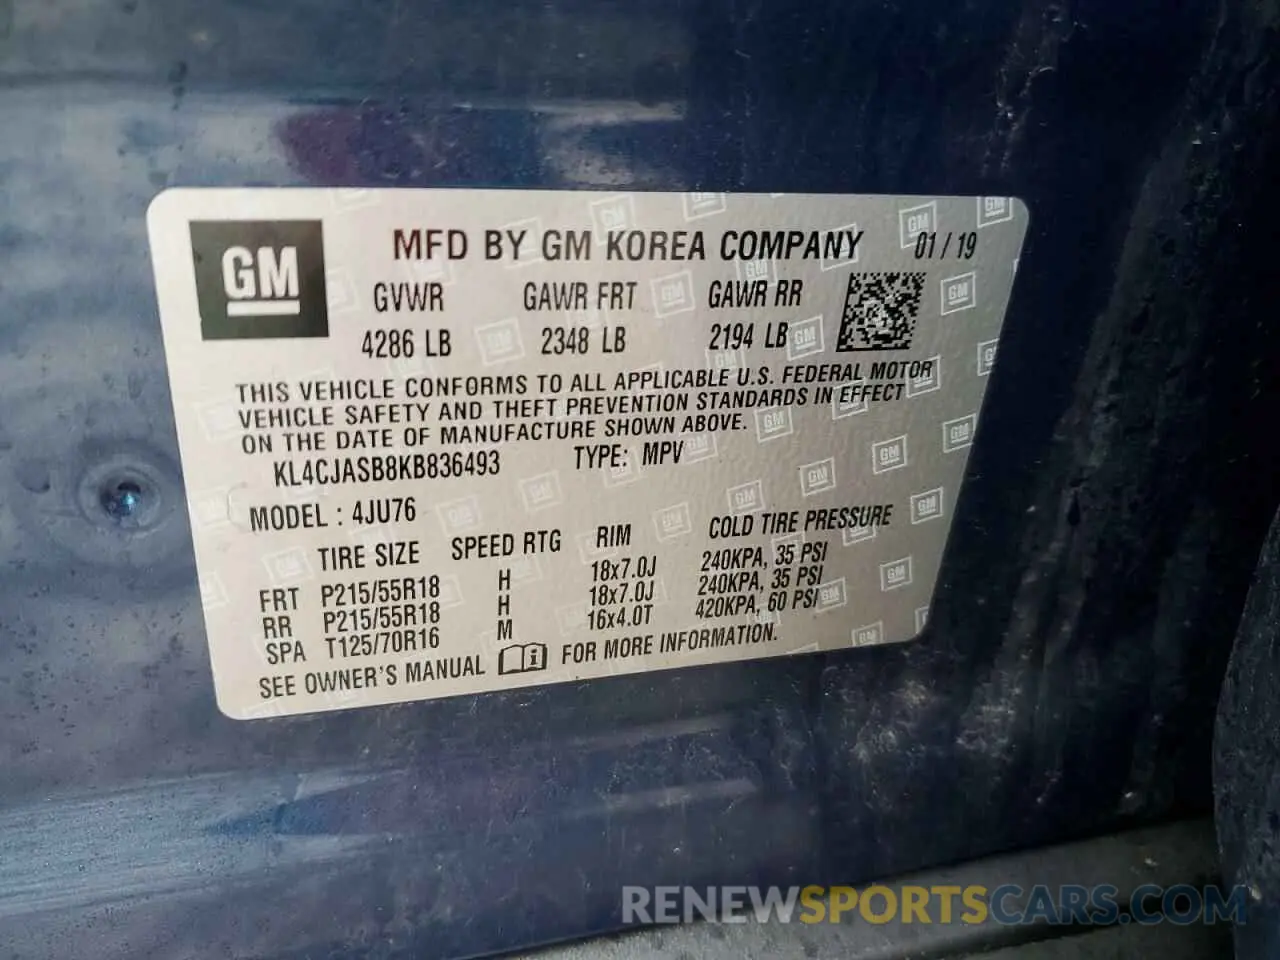 GM
MFD BY GM KOREA COMPANY 01/19
GVWR GAWR FRT GAWR RR
4286 LB 2348 LB 2194 LB
THIS VEHICLE CONFORMS TO ALL APPLICABLE U.S. FEDERAL MOTOR
VEHICLE SAFETY AND THEFT PREVENTION STANDARDS IN EFFECT
ON THE DATE OF MANUFACTURE SHOWN ABOVE.
KL4CJASB8KB836493 TYPE: MPV
MODEL : 4JU76
TIRE SIZE SPEED RTG RIM COLD TIRE PRESSURE
FRT P215/55R18 H 18x7.0J 240KPA, 35 PSI
RR P215/55R18 H 18x7.0J 240KPA, 35 PSI
SPA T125/70R16 M 16x4.0T 420KPA, 60 PSI
SEE OWNER'S MANUAL i FOR MORE INFORMATION.
RENEWSPORTSCARS.COM